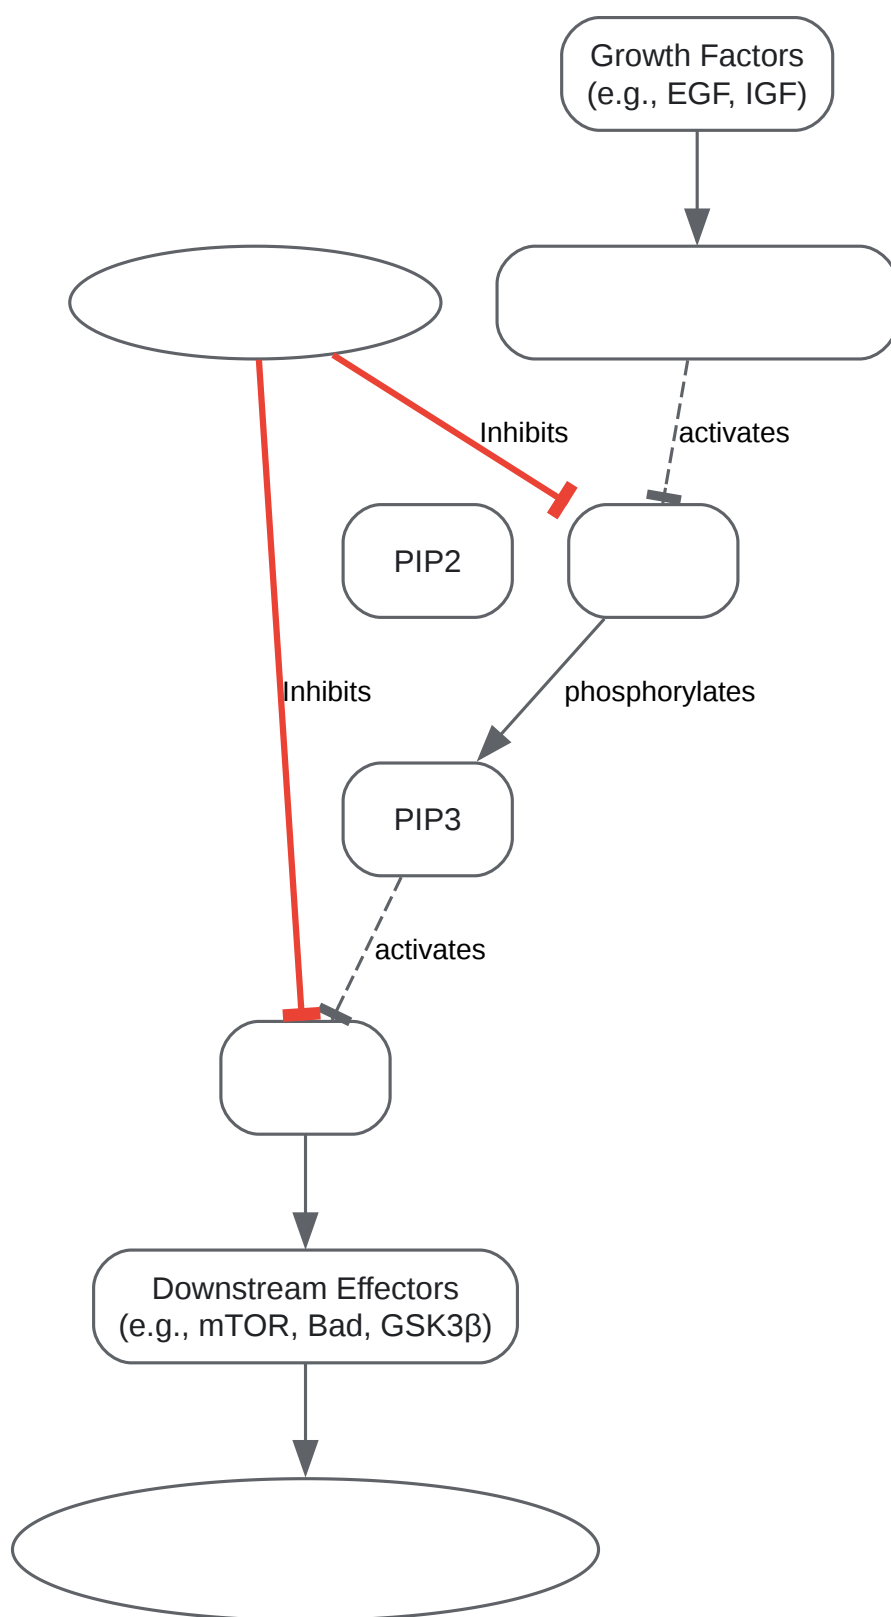 Growth Factors
(e.g., EGF, IGF)
Inhibits
activates
PIP2
Inhibits
phosphorylates
PIP3
activates
Downstream Effectors
(e.g., mTOR, Bad, GSK3β)